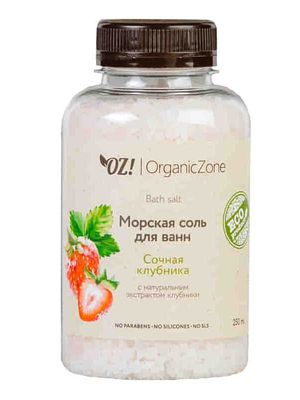 OZ! | OrganicZone
Bath salt
Морская соль
для ванн
Сочная
клубника
с натуральным
экстрактом клубники
NO PARABENS · NO SILICONES · NO SLS
250 ml
ECO